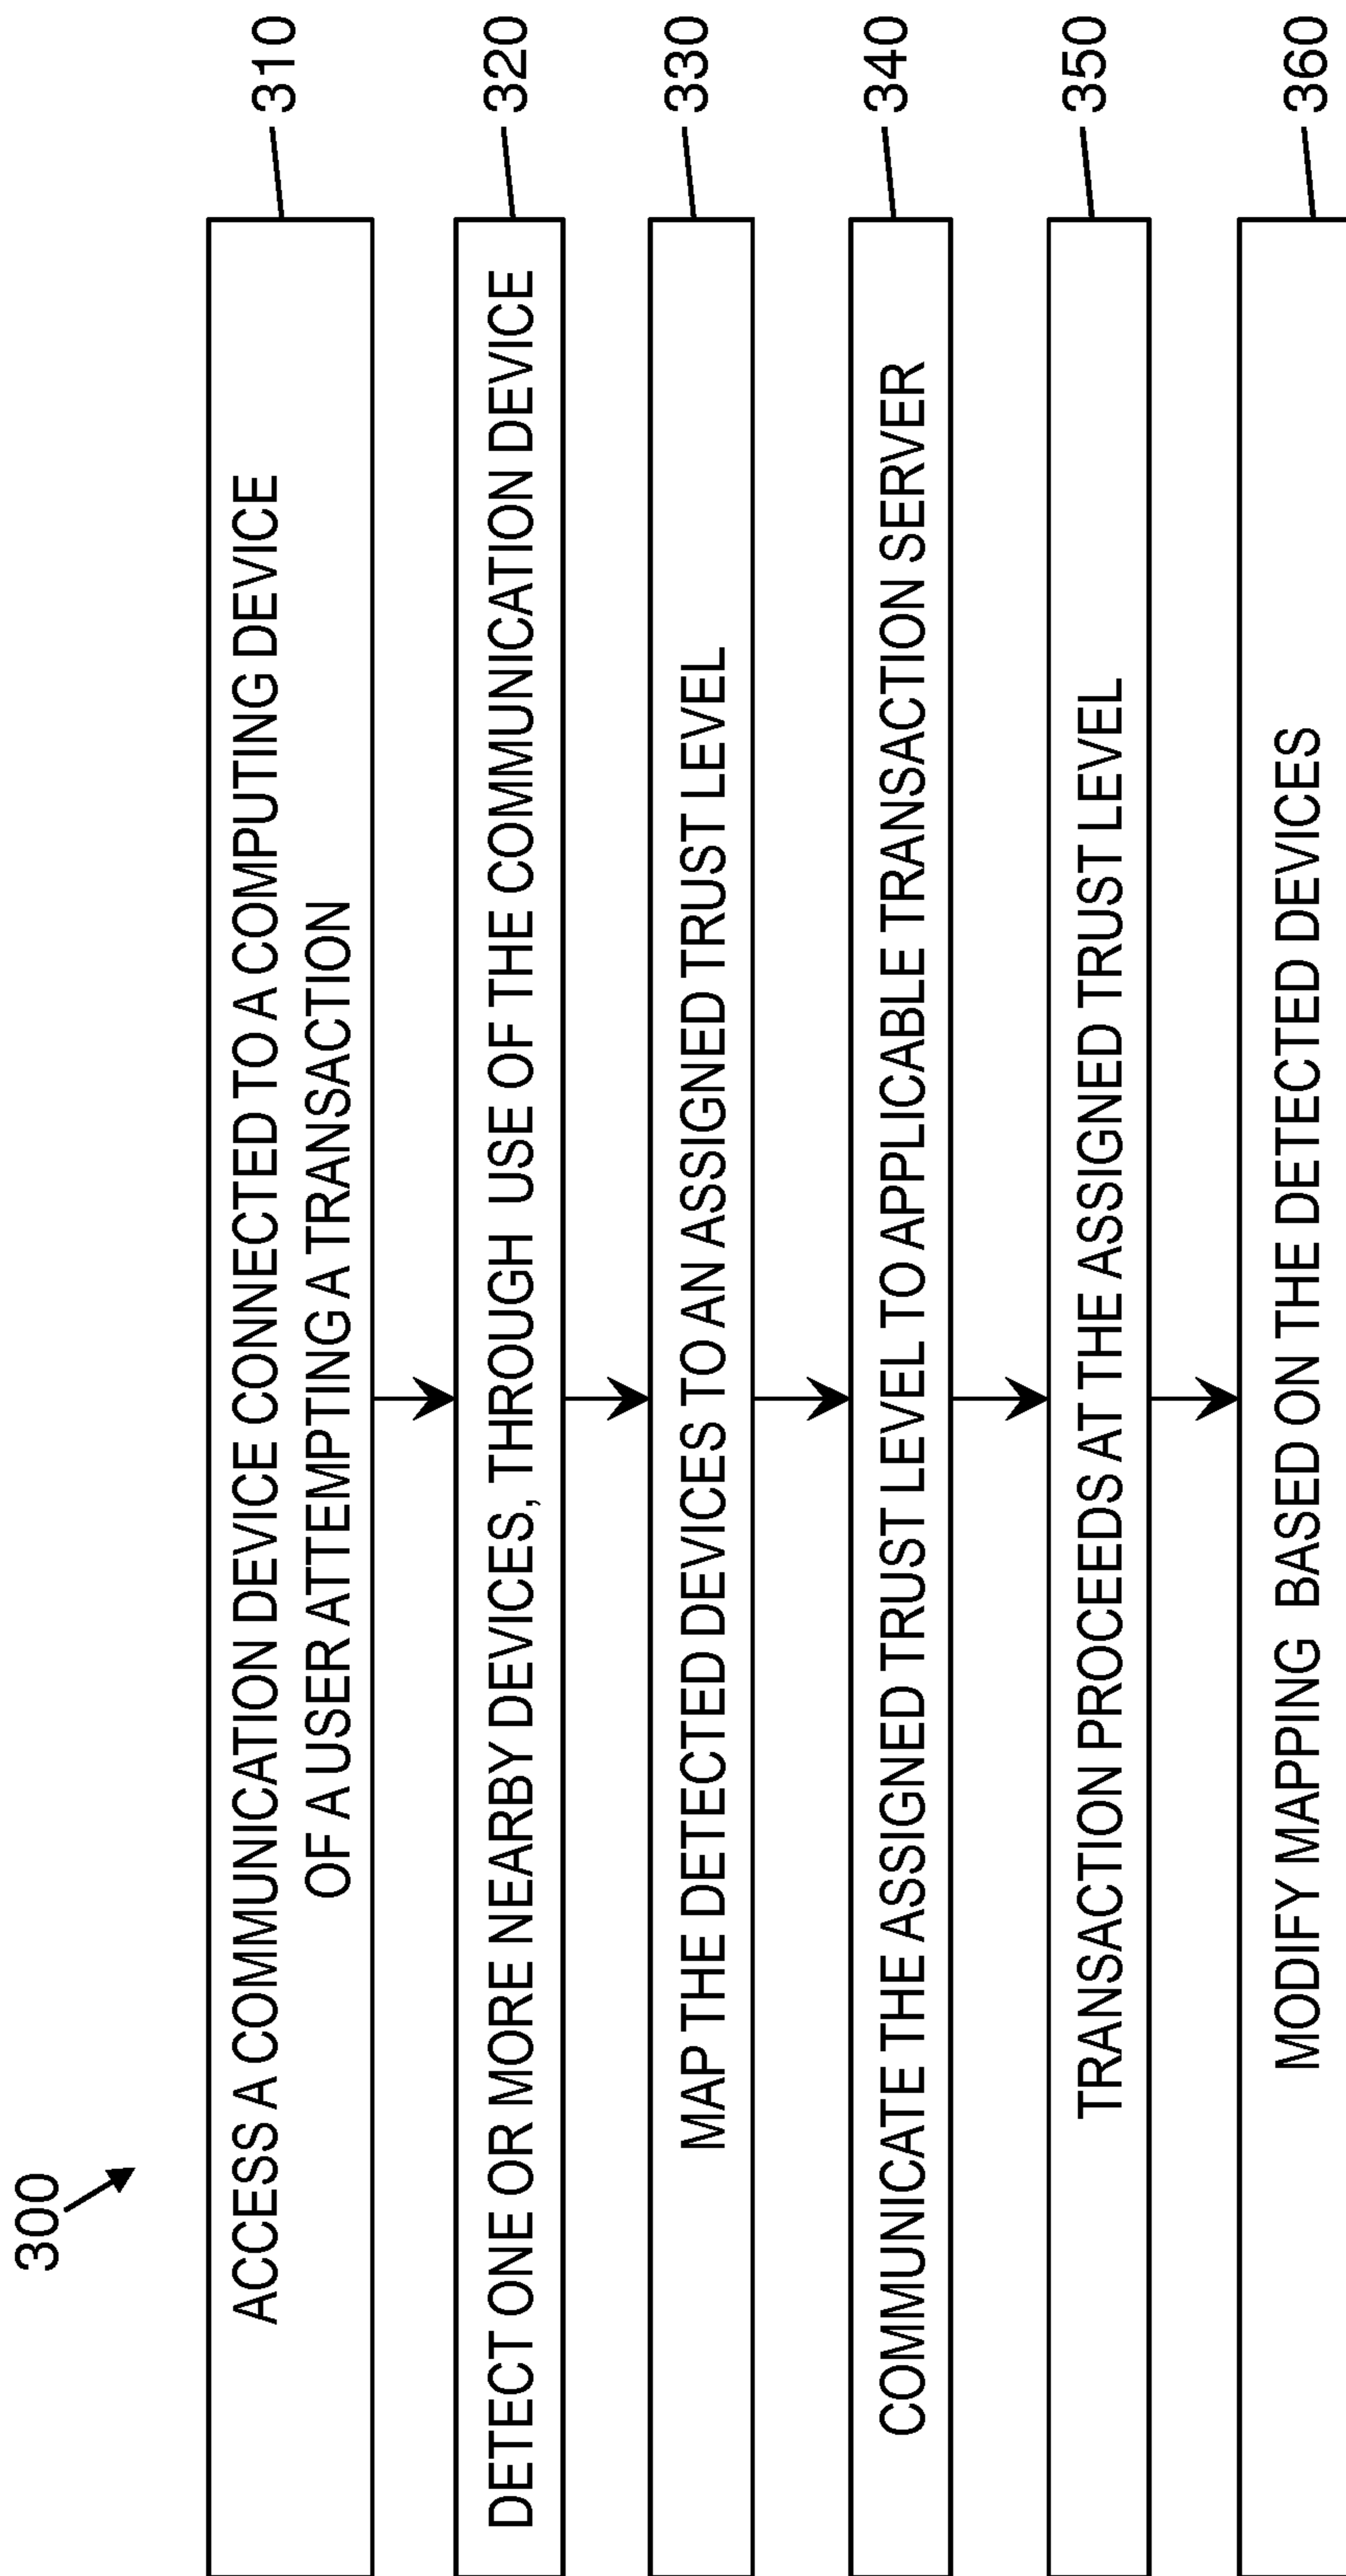 300
ACCESS A COMMUNICATION DEVICE CONNECTED TO A COMPUTING DEVICE
OF A USER ATTEMPTING A TRANSACTION
310
DETECT ONE OR MORE NEARBY DEVICES, THROUGH USE OF THE COMMUNICATION DEVICE
320
MAP THE DETECTED DEVICES TO AN ASSIGNED TRUST LEVEL
330
COMMUNICATE THE ASSIGNED TRUST LEVEL TO APPLICABLE TRANSACTION SERVER
340
TRANSACTION PROCEEDS AT THE ASSIGNED TRUST LEVEL
350
MODIFY MAPPING BASED ON THE DETECTED DEVICES
360